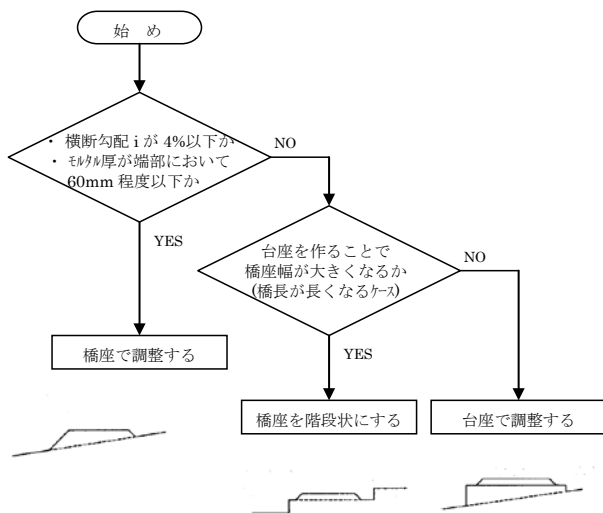 始　め
・ 横断勾配 i が 4%以下か
・ ﾓﾙﾀﾙ厚が端部において
60mm 程度以下か
NO
YES
台座を作ることで
橋座幅が大きくなるか
(橋長が長くなるｹｰｽ)
NO
YES
橋座で調整する
橋座を階段状にする
台座で調整する